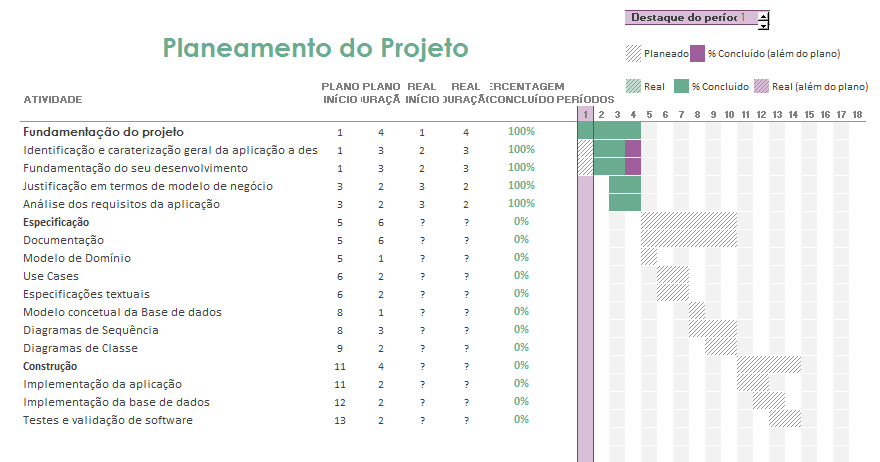 Destaque do períoc 1
Planeamento do Projeto
Planeado % Concluído (além do plano)
Real % Concluído Real (além do plano)
PLANO PLANO REAL REAL ERCENTAGEM
ATIVIDADE INÍCIO URAÇÃ INÍCIO URAÇÃ CONCLUÍDO PERÍODOS
1 2 3 4 5 6 7 8 9 10 11 12 13 14 15 16 17 18
Fundamentação do projeto 1 4 1 4 100%
Identificação e caraterização geral da aplicação a des 1 3 2 3 100%
Fundamentação do seu desenvolvimento 1 3 2 3 100%
Justificação em termos de modelo de negócio 3 2 3 2 100%
Análise dos requisitos da aplicação 3 2 3 2 100%
Especificação 5 6 ? ? 0%
Documentação 5 6 ? ? 0%
Modelo de Domínio 5 1 ? ? 0%
Use Cases 6 2 ? ? 0%
Especificações textuais 6 2 ? ? 0%
Modelo concetual da Base de dados 8 1 ? ? 0%
Diagramas de Sequência 8 3 ? ? 0%
Diagramas de Classe 9 2 ? ? 0%
Construção 11 4 ? ? 0%
Implementação da aplicação 11 2 ? ? 0%
Implementação da base de dados 12 2 ? ? 0%
Testes e validação de software 13 2 ? ? 0%